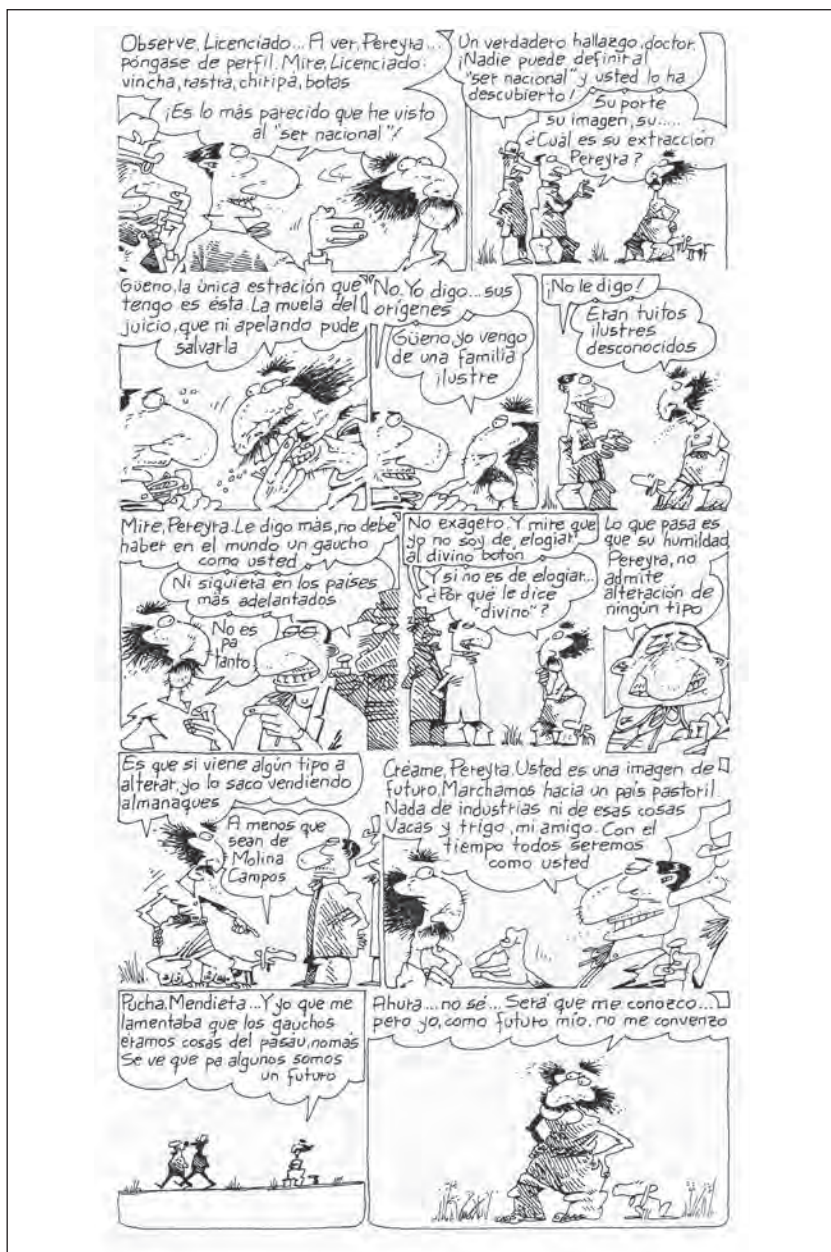 Observe, Licenciado... A ver, Pereyra...
póngase de perfil. Mire, Licenciado:
vincha, rastra, chiripá, botas
¡Es lo más parecido que he visto
al "ser nacional"!
Un verdadero hallazgo, doctor.
¡Nadie puede definir al
"ser nacional" y usted lo ha
descubierto!
Su porte
su imagen, su.....
¿Cuál es su extracción
Pereyra?
Güeno, la única estración que
tengo es ésta. La muela del
juicio, que ni apelando pude
salvarla
No. Yo digo... sus
orígenes
Güeno, yo vengo
de una familia
ilustre
¡No le digo!
Eran tuitos
ilustres
desconocidos
Mire, Pereyra. Le digo más, no debe
haber en el mundo un gaucho
como usted
Ni siquiera en los países
más adelantados
No es
pa
tanto
No exagero. Y mire que
yo no soy de elogiar
al divino botón
Y si no es de elogiar...
¿Por qué le dice
"divino"?
Lo que pasa es
que su humildad
Pereyra, no
admite
alteración de
ningún tipo
Es que si viene algún tipo a
alterar, yo lo saco vendiendo
almanaques
A menos que
sean de
Molina
Campos
Créame, Pereyra. Usted es una imagen de
futuro. Marchamos hacia un país pastoril
Nada de industrias ni de esas cosas
Vacas y trigo, mi amigo. Con el
tiempo todos seremos
como usted
Pucha, Mendieta... Y yo que me
lamentaba que los gauchos
éramos cosas del pasáu, nomás
Se ve que pa algunos somos
un futuro
Ahura... no sé... Será que me conozco...
pero yo, como futuro mío, no me convenzo